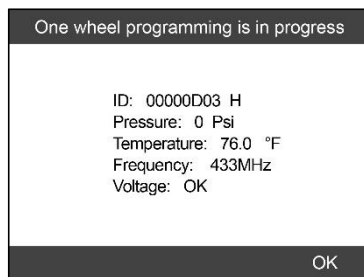 One wheel programming is in progress
ID: 00000D03 H
Pressure: 0 Psi
Temperature: 76.0 °F
Frequency: 433MHz
Voltage: OK
OK